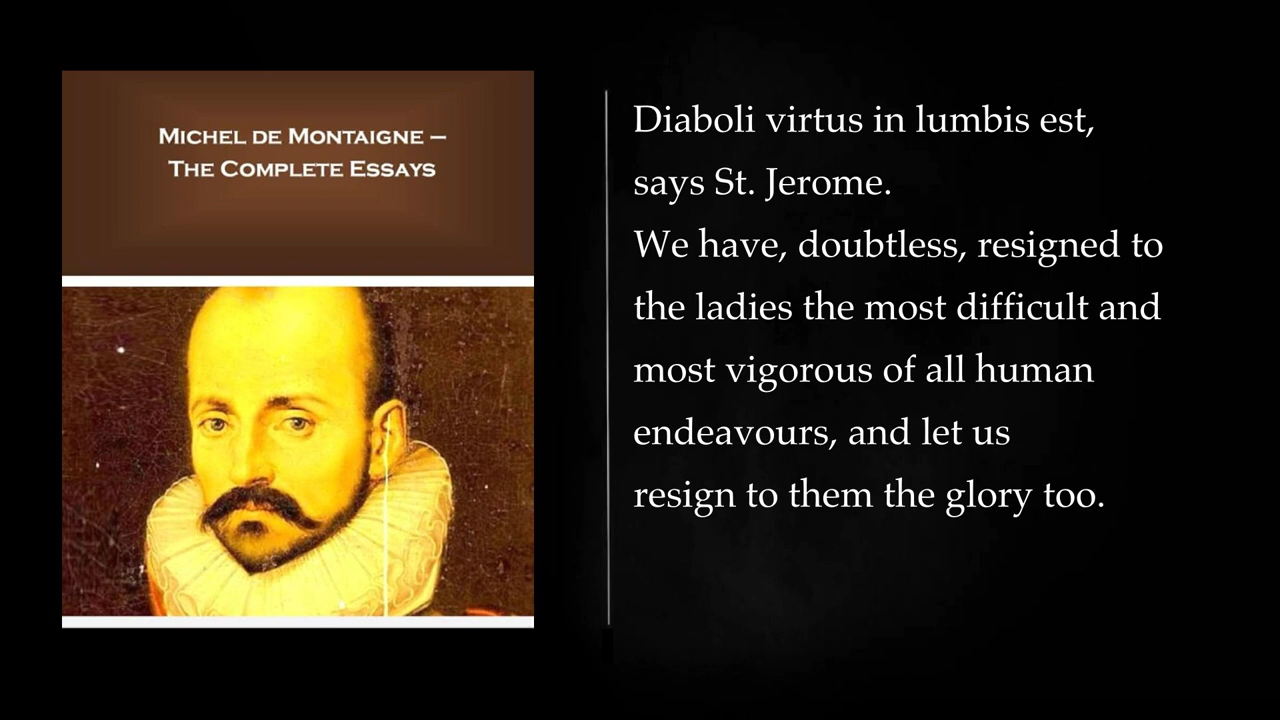 MICHEL DE MONTAIGNE –
THE COMPLETE ESSAYS
Diaboli virtus in lumbis est,
says St. Jerome.
We have, doubtless, resigned to
the ladies the most difficult and
most vigorous of all human
endeavours, and let us
resign to them the glory too.